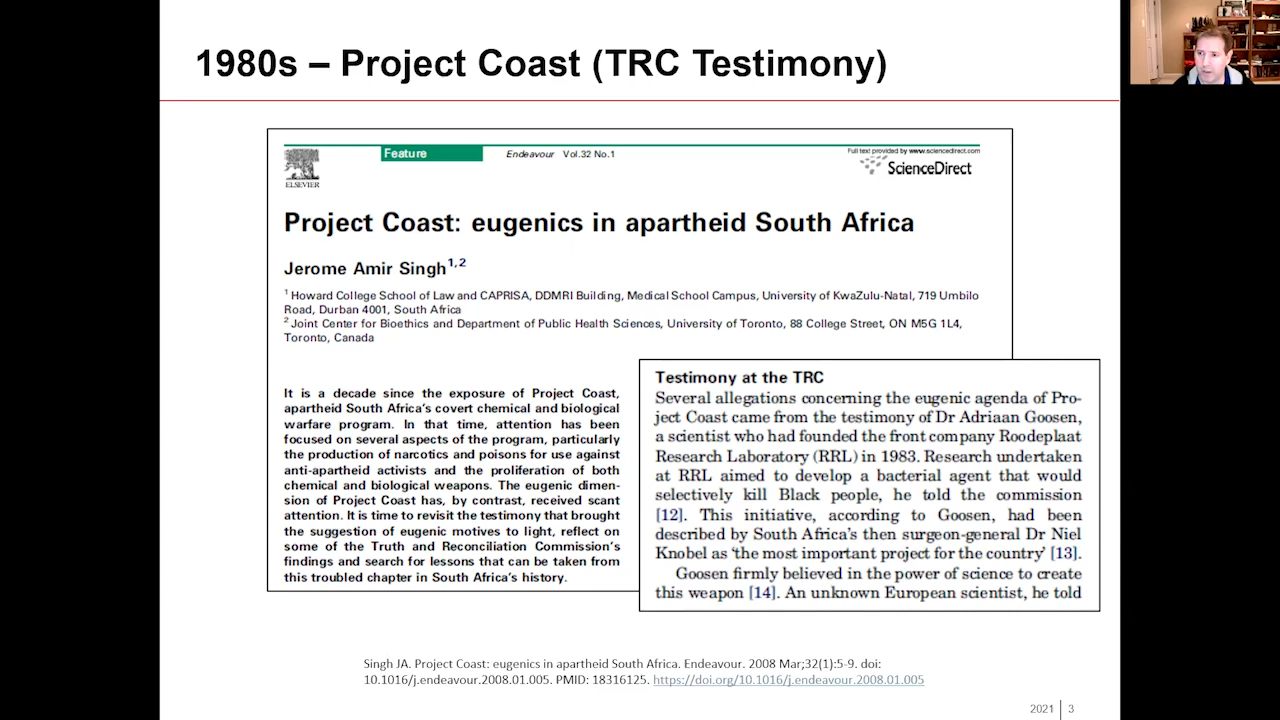 1980s – Project Coast (TRC Testimony)
Feature
Endeavour Vol.32 No.1
Full text provided by www.sciencedirect.com
ELSEVIER
ScienceDirect
Project Coast: eugenics in apartheid South Africa
Jerome Amir Singh1,2
1 Howard College School of Law and CAPRISA, DDMRI Building, Medical School Campus, University of KwaZulu-Natal, 719 Umbilo
Road, Durban 4001, South Africa
2 Joint Center for Bioethics and Department of Public Health Sciences, University of Toronto, 88 College Street, ON M5G 1L4,
Toronto, Canada
It is a decade since the exposure of Project Coast,
apartheid South Africa's covert chemical and biological
warfare program. In that time, attention has been
focused on several aspects of the program, particularly
the production of narcotics and poisons for use against
anti-apartheid activists and the proliferation of both
chemical and biological weapons. The eugenic dimen-
sion of Project Coast has, by contrast, received scant
attention. It is time to revisit the testimony that brought
the suggestion of eugenic motives to light, reflect on
some of the Truth and Reconciliation Commission's
findings and search for lessons that can be taken from
this troubled chapter in South Africa's history.
Testimony at the TRC
Several allegations concerning the eugenic agenda of Pro-
ject Coast came from the testimony of Dr Adriaan Goosen,
a scientist who had founded the front company Roodeplaat
Research Laboratory (RRL) in 1983. Research undertaken
at RRL aimed to develop a bacterial agent that would
selectively kill Black people, he told the commission
[12]. This initiative, according to Goosen, had been
described by South Africa's then surgeon-general Dr Niel
Knobel as 'the most important project for the country' [13].
Goosen firmly believed in the power of science to create
this weapon [14]. An unknown European scientist, he told
Singh JA. Project Coast: eugenics in apartheid South Africa. Endeavour. 2008 Mar;32(1):5-9. doi:
10.1016/j.endeavour.2008.01.005. PMID: 18316125. https://doi.org/10.1016/j.endeavour.2008.01.005
2021 3